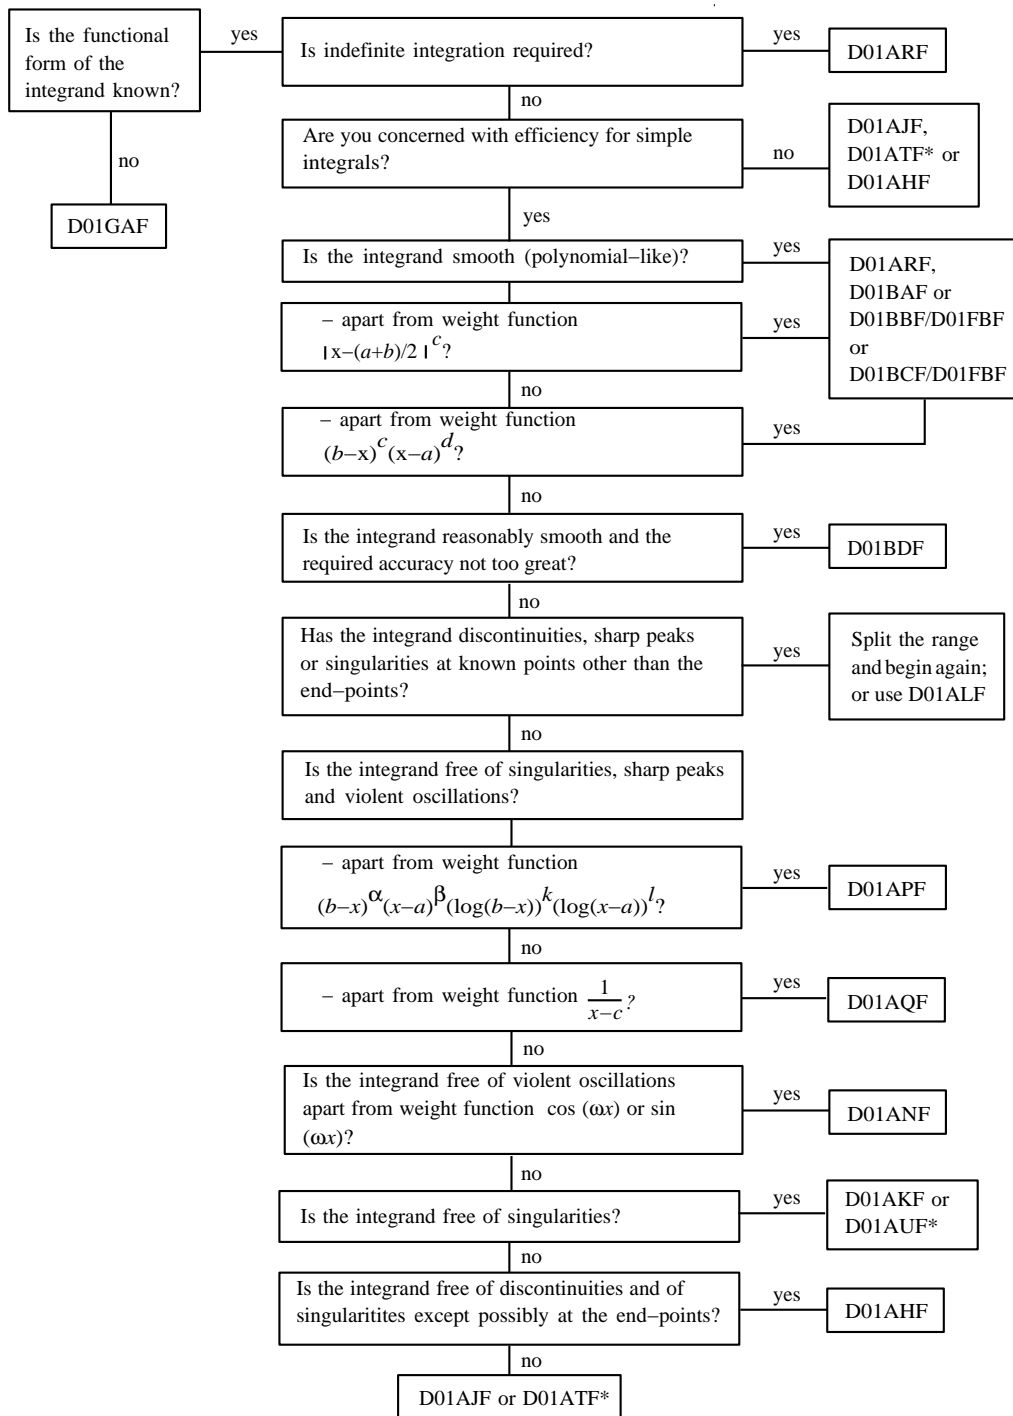 Is the functional
form of the
integrand known?
yes
Is indefinite integration required?
yes
D01ARF
no
no
D01GAF
Are you concerned with efficiency for simple
integrals?
no
D01AJF,
D01ATF* or
D01AHF
yes
Is the integrand smooth (polynomial–like)?
yes
D01ARF,
D01BAF or
D01BBF/D01FBF
or
D01BCF/D01FBF
– apart from weight function
|x–(a+b)/2|^c?
yes
no
– apart from weight function
(b–x)^c(x–a)^d?
yes
no
Is the integrand reasonably smooth and the
required accuracy not too great?
yes
D01BDF
no
Has the integrand discontinuities, sharp peaks
or singularities at known points other than the
end–points?
yes
Split the range
and begin again;
or use D01ALF
no
Is the integrand free of singularities, sharp peaks
and violent oscillations?
– apart from weight function
(b–x)^α(x–a)^β(log(b–x))^k(log(x–a))^l?
yes
D01APF
no
– apart from weight function 1/(x–c)?
yes
D01AQF
no
Is the integrand free of violent oscillations
apart from weight function cos (ωx) or sin
(ωx)?
yes
D01ANF
no
Is the integrand free of singularities?
yes
D01AKF or
D01AUF*
no
Is the integrand free of discontinuities and of
singularitites except possibly at the end–points?
yes
D01AHF
no
D01AJF or D01ATF*